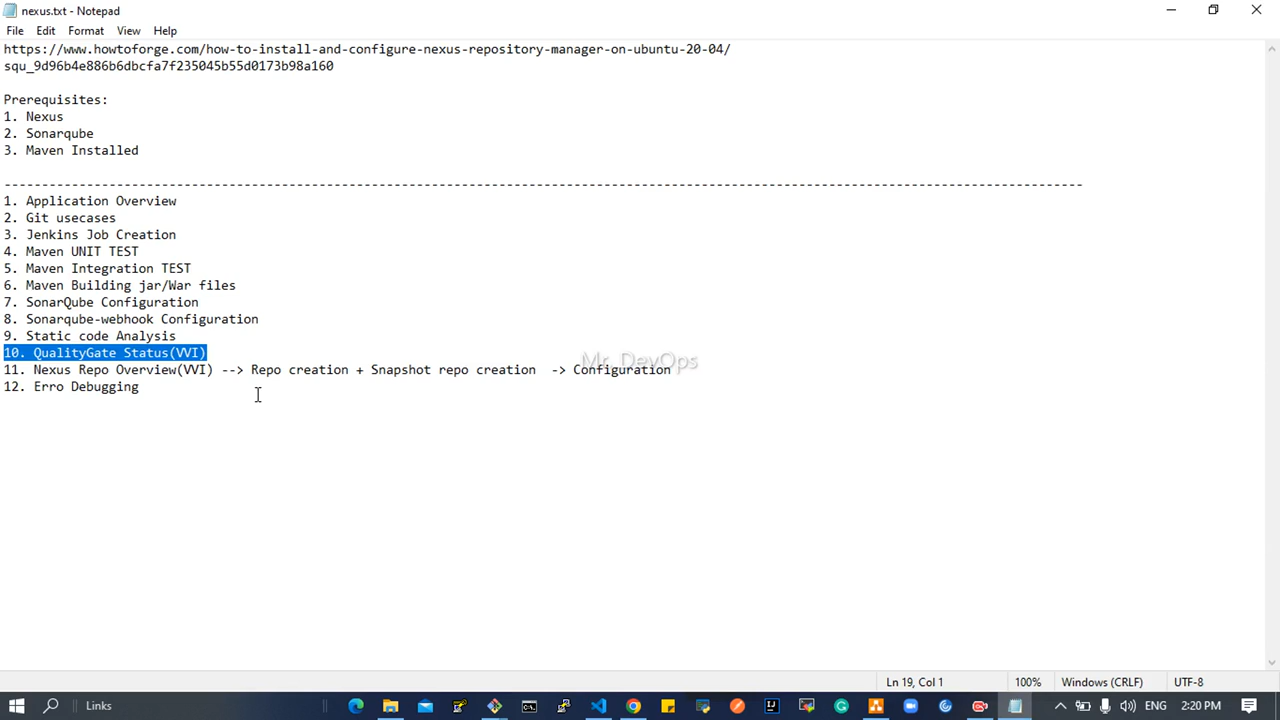 nexus.txt - Notepad
File Edit Format View Help
https://www.howtoforge.com/how-to-install-and-configure-nexus-repository-manager-on-ubuntu-20-04/
squ_9d96b4e886b6dbcfa7f235045b55d0173b98a160
Prerequisites:
1. Nexus
2. Sonarqube
3. Maven Installed
------------------------------------------------------------------------------------------------------------------------------------------------
1. Application Overview
2. Git usecases
3. Jenkins Job Creation
4. Maven UNIT TEST
5. Maven Integration TEST
6. Maven Building jar/War files
7. SonarQube Configuration
8. Sonarqube-webhook Configuration
9. Static code Analysis
10. QualityGate Status(VVI)
11. Nexus Repo Overview(VVI) --> Repo creation + Snapshot repo creation  -> Configuration
12. Erro Debugging
Mr_DevOps
Ln 19, Col 1 100% Windows (CRLF) UTF-8
Links ENG 2:20 PM